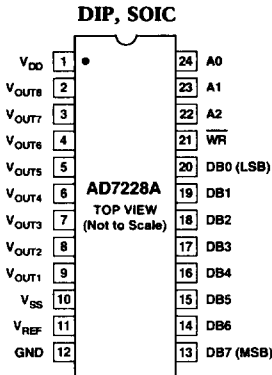 DIP, SOIC
VDD 1 24 A0
VOUT8 2 23 A1
VOUT7 3 22 A2
VOUT6 4 21 WR
VOUT5 5 20 DB0 (LSB)
VOUT4 6 AD7228A 19 DB1
VOUT3 7 TOP VIEW 18 DB2
VOUT2 8 (Not to Scale) 17 DB3
VOUT1 9 16 DB4
VSS 10 15 DB5
VREF 11 14 DB6
GND 12 13 DB7 (MSB)